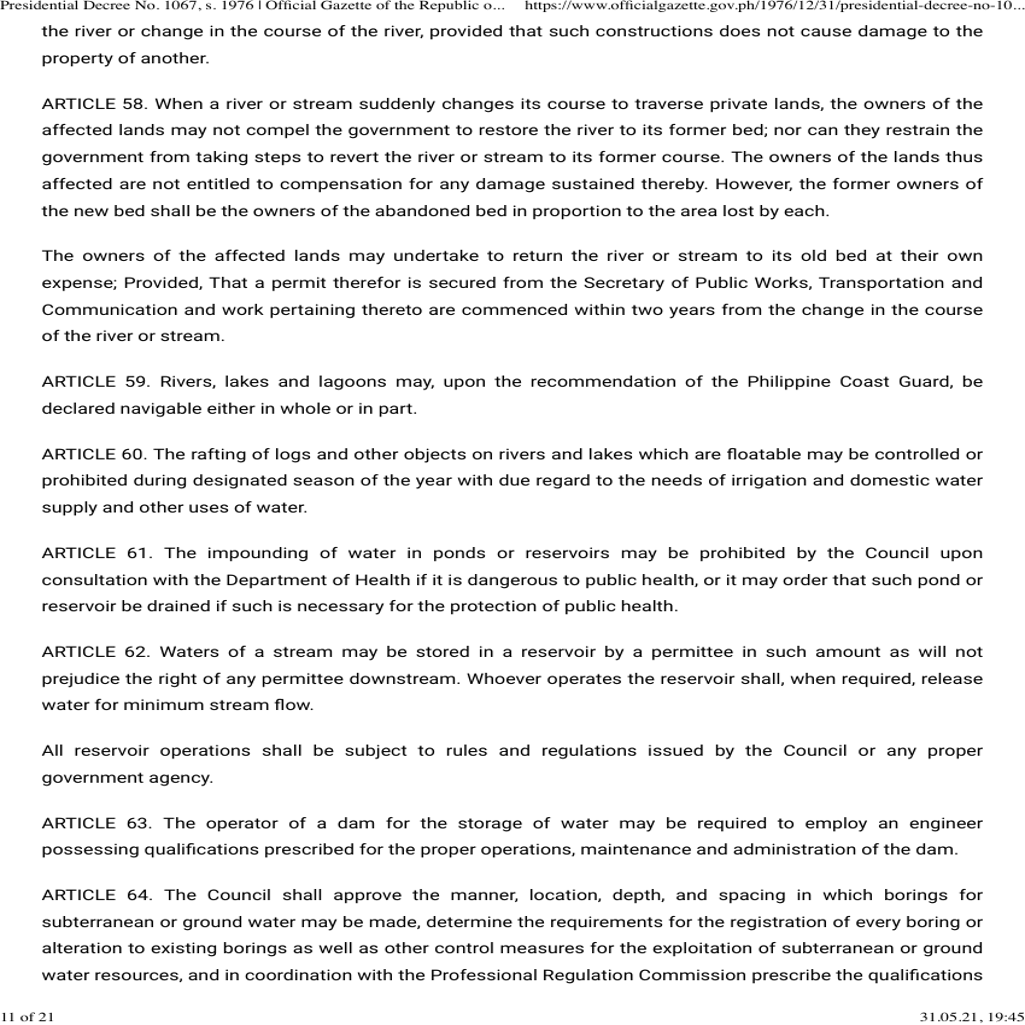 Presidential Decree No. 1067, s. 1976 | Official Gazette of the Republic o... https://www.officialgazette.gov.ph/1976/12/31/presidential-decree-no-10...
the river or change in the course of the river, provided that such constructions does not cause damage to the
property of another.
ARTICLE 58. When a river or stream suddenly changes its course to traverse private lands, the owners of the
affected lands may not compel the government to restore the river to its former bed; nor can they restrain the
government from taking steps to revert the river or stream to its former course. The owners of the lands thus
affected are not entitled to compensation for any damage sustained thereby. However, the former owners of
the new bed shall be the owners of the abandoned bed in proportion to the area lost by each.
The owners of the affected lands may undertake to return the river or stream to its old bed at their own
expense; Provided, That a permit therefor is secured from the Secretary of Public Works, Transportation and
Communication and work pertaining thereto are commenced within two years from the change in the course
of the river or stream.
ARTICLE 59. Rivers, lakes and lagoons may, upon the recommendation of the Philippine Coast Guard, be
declared navigable either in whole or in part.
ARTICLE 60. The rafting of logs and other objects on rivers and lakes which are floatable may be controlled or
prohibited during designated season of the year with due regard to the needs of irrigation and domestic water
supply and other uses of water.
ARTICLE 61. The impounding of water in ponds or reservoirs may be prohibited by the Council upon
consultation with the Department of Health if it is dangerous to public health, or it may order that such pond or
reservoir be drained if such is necessary for the protection of public health.
ARTICLE 62. Waters of a stream may be stored in a reservoir by a permittee in such amount as will not
prejudice the right of any permittee downstream. Whoever operates the reservoir shall, when required, release
water for minimum stream flow.
All reservoir operations shall be subject to rules and regulations issued by the Council or any proper
government agency.
ARTICLE 63. The operator of a dam for the storage of water may be required to employ an engineer
possessing qualifications prescribed for the proper operations, maintenance and administration of the dam.
ARTICLE 64. The Council shall approve the manner, location, depth, and spacing in which borings for
subterranean or ground water may be made, determine the requirements for the registration of every boring or
alteration to existing borings as well as other control measures for the exploitation of subterranean or ground
water resources, and in coordination with the Professional Regulation Commission prescribe the qualifications
11 of 21 31.05.21, 19:45